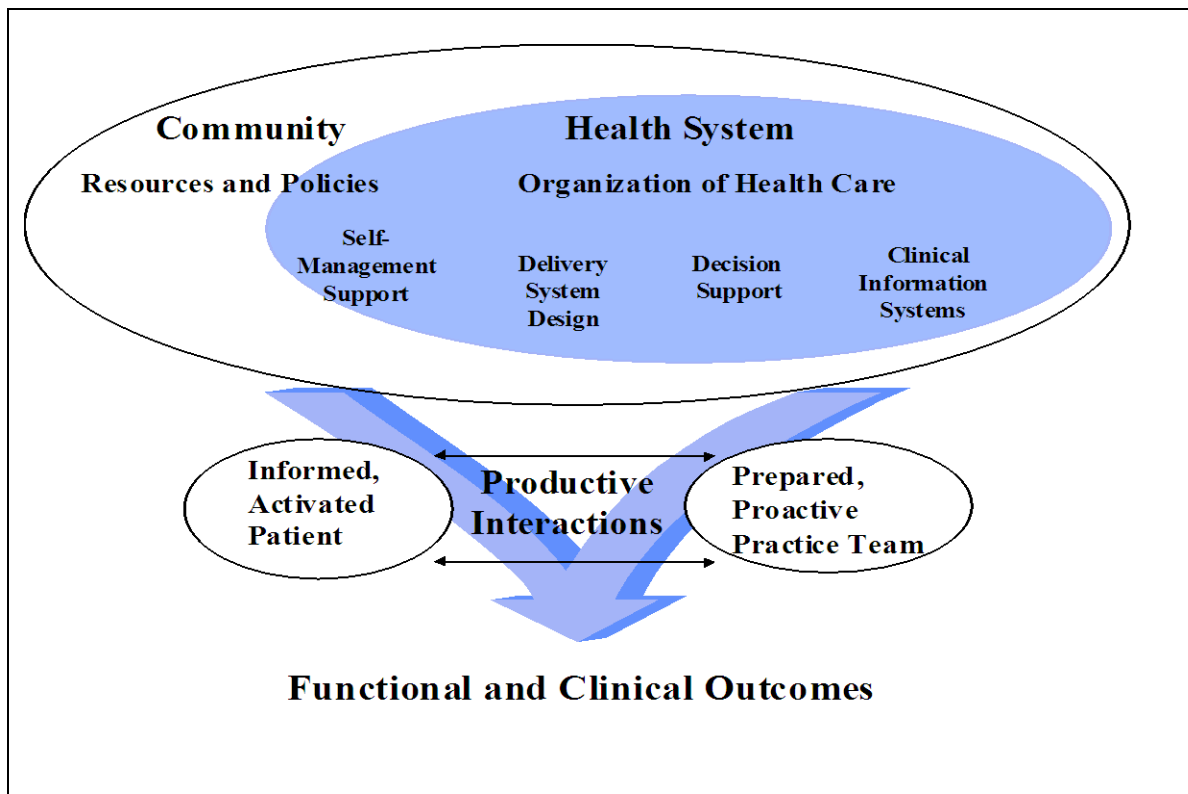 Community
Health System
Resources and Policies
Organization of Health Care
Self-
Management
Support
Delivery
System
Design
Decision
Support
Clinical
Information
Systems
Informed,
Activated
Patient
Productive
Interactions
Prepared,
Proactive
Practice Team
Functional and Clinical Outcomes